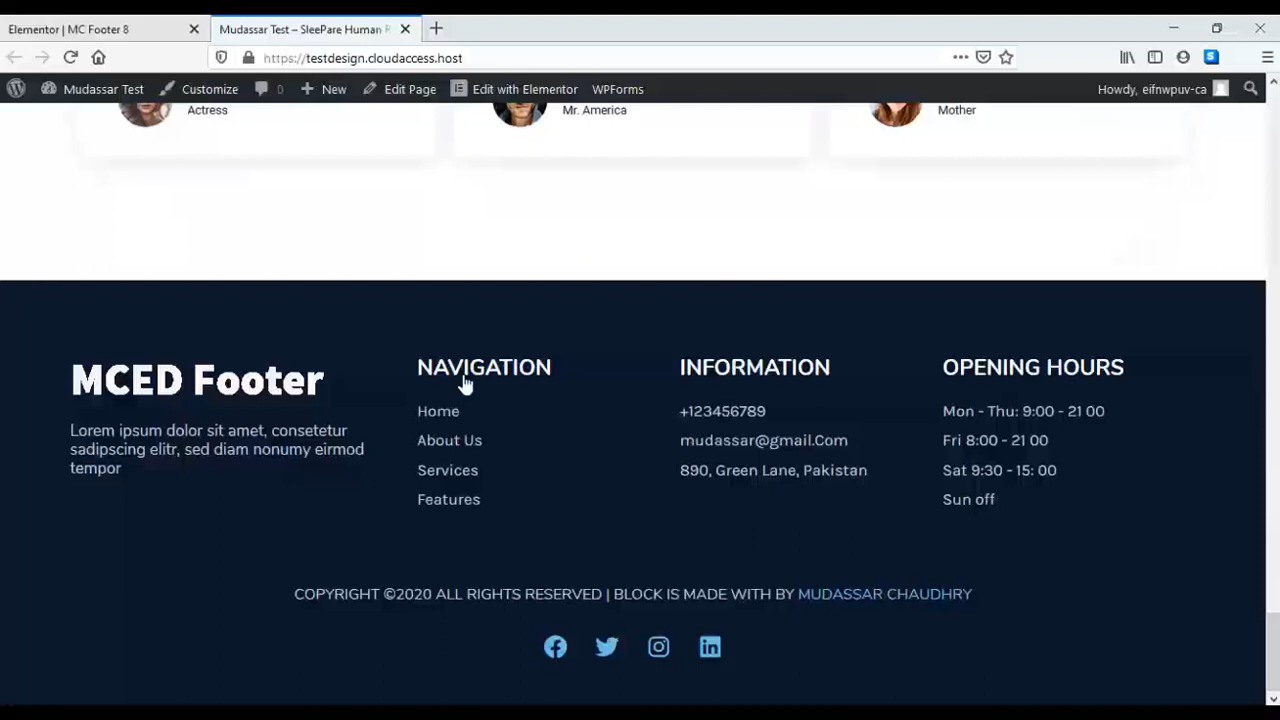 Elementor | MC Footer 8
Mudassar Test – SleePare Human R
https://testdesign.cloudaccess.host
Mudassar Test
Customize
0
New
Edit Page
Edit with Elementor
WPForms
Howdy, eifnwpuv-ca
Actress
Mr. America
Mother
MCED Footer
Lorem ipsum dolor sit amet, consetetur
sadipscing elitr, sed diam nonumy eirmod
tempor
NAVIGATION
Home
About Us
Services
Features
INFORMATION
+123456789
mudassar@gmail.Com
890, Green Lane, Pakistan
OPENING HOURS
Mon - Thu: 9:00 - 21 00
Fri 8:00 - 21 00
Sat 9:30 - 15: 00
Sun off
COPYRIGHT ©2020 ALL RIGHTS RESERVED | BLOCK IS MADE WITH BY MUDASSAR CHAUDHRY